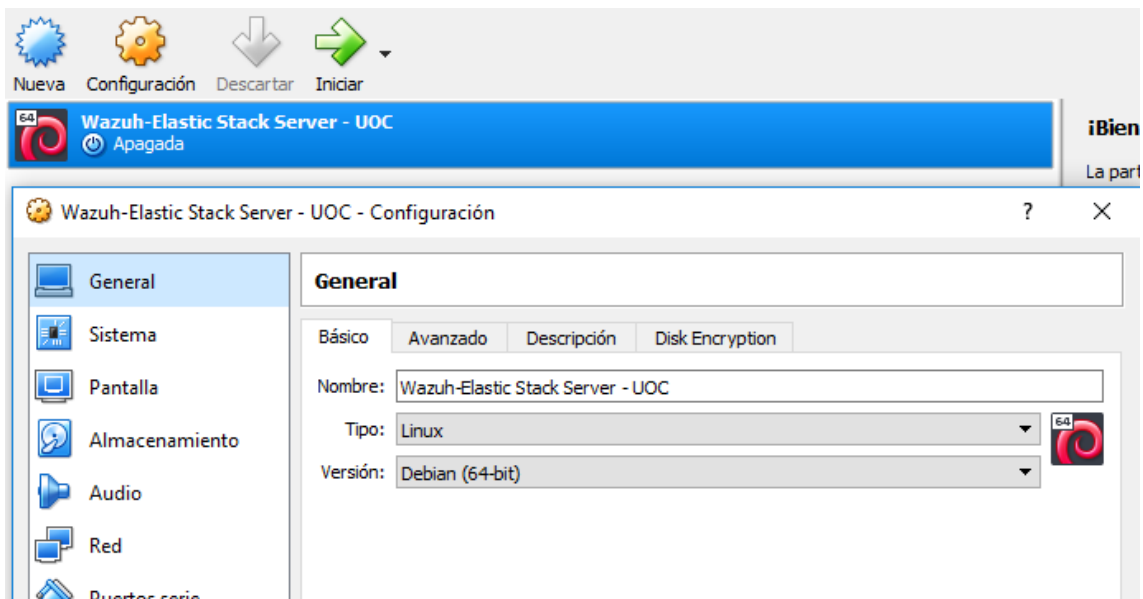 Nueva Configuración Descartar Iniciar
64
Wazuh-Elastic Stack Server - UOC
Apagada
¡Bien
La part
Wazuh-Elastic Stack Server - UOC - Configuración ? ×
General
Sistema
Pantalla
Almacenamiento
Audio
Red
Puertos serie
General
Básico Avanzado Descripción Disk Encryption
Nombre: Wazuh-Elastic Stack Server - UOC
Tipo: Linux
64
Versión: Debian (64-bit)